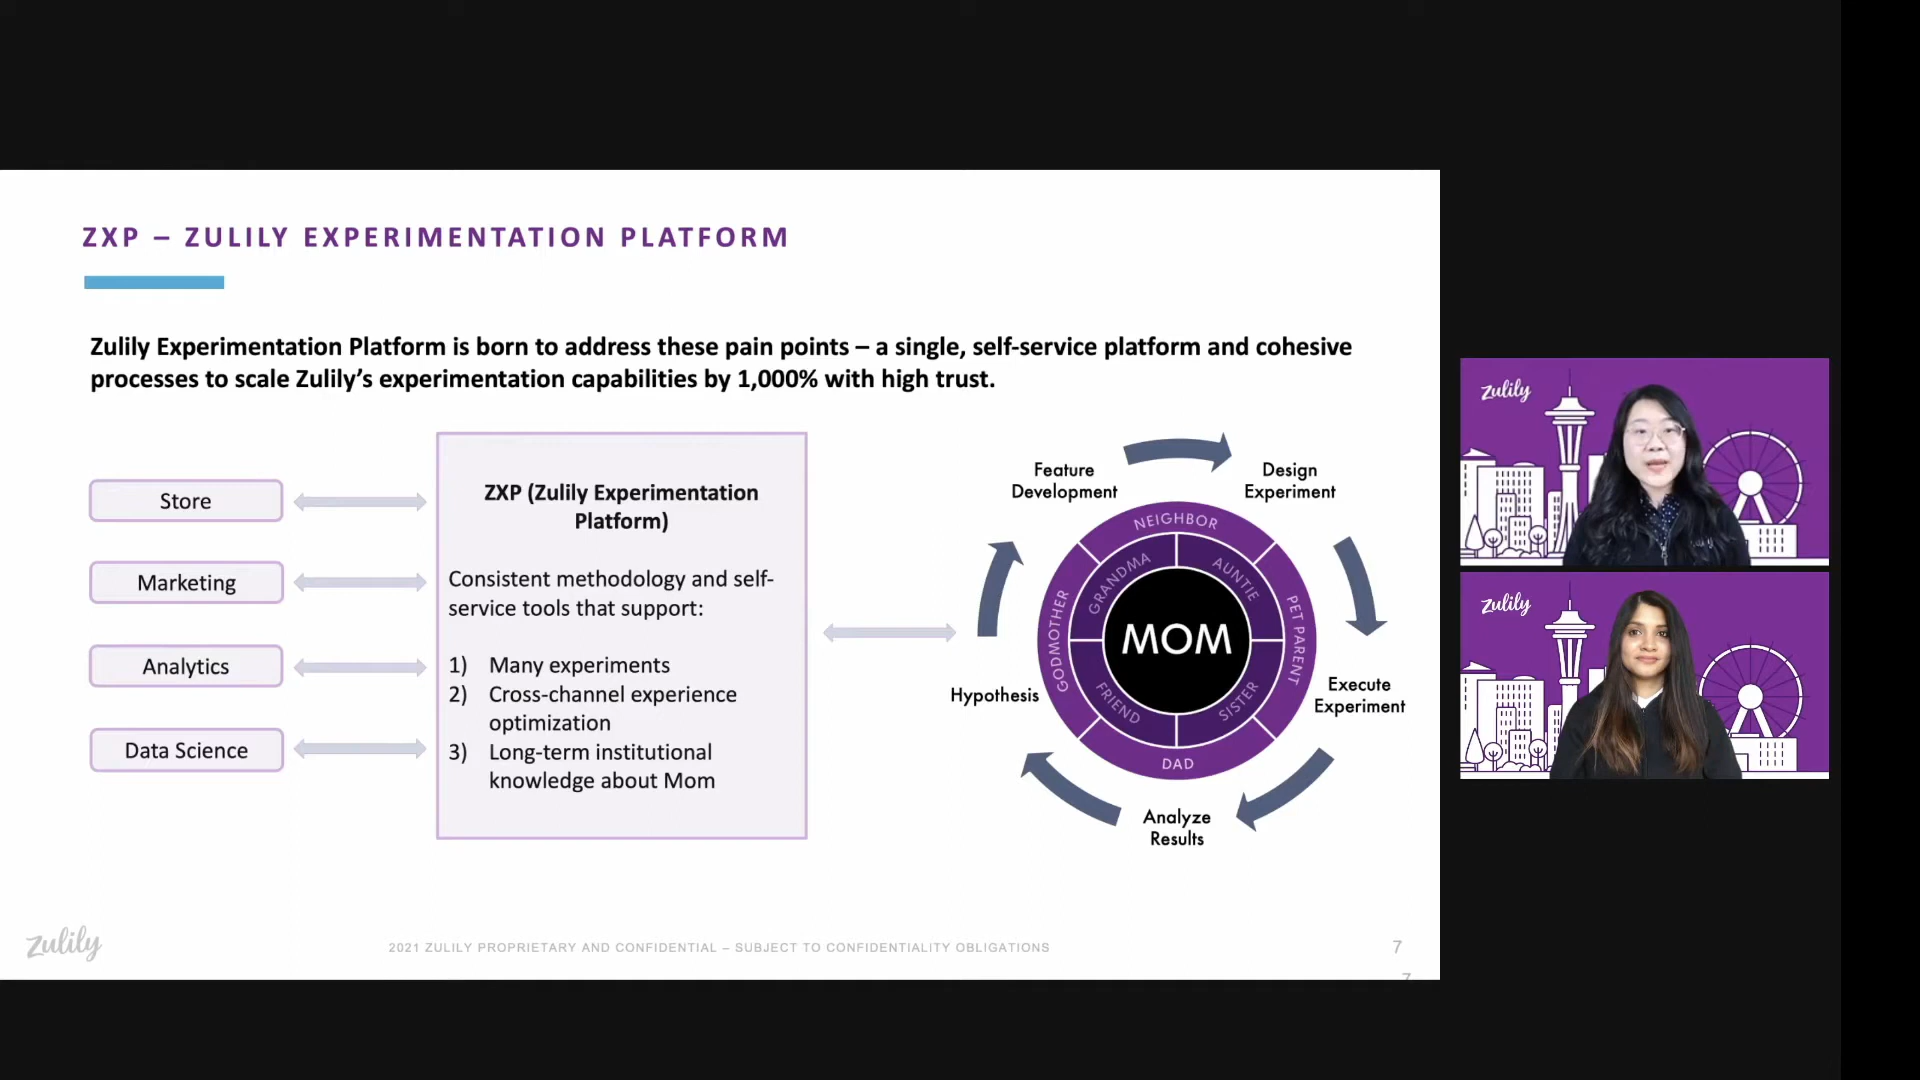 ZXP – ZULILY EXPERIMENTATION PLATFORM
Zulily Experimentation Platform is born to address these pain points – a single, self-service platform and cohesive
processes to scale Zulily’s experimentation capabilities by 1,000% with high trust.
Store
Marketing
Analytics
Data Science
ZXP (Zulily Experimentation
Platform)
Consistent methodology and self-
service tools that support:
1) Many experiments
2) Cross-channel experience
optimization
3) Long-term institutional
knowledge about Mom
Feature
Development
Design
Experiment
Execute
Experiment
Analyze
Results
Hypothesis
NEIGHBOR
PET PARENT
DAD
GODMOTHER
GRANDMA
AUNTIE
SISTER
FRIEND
MOM
zulily
2021 ZULILY PROPRIETARY AND CONFIDENTIAL – SUBJECT TO CONFIDENTIALITY OBLIGATIONS
7
7
zulily
zulily